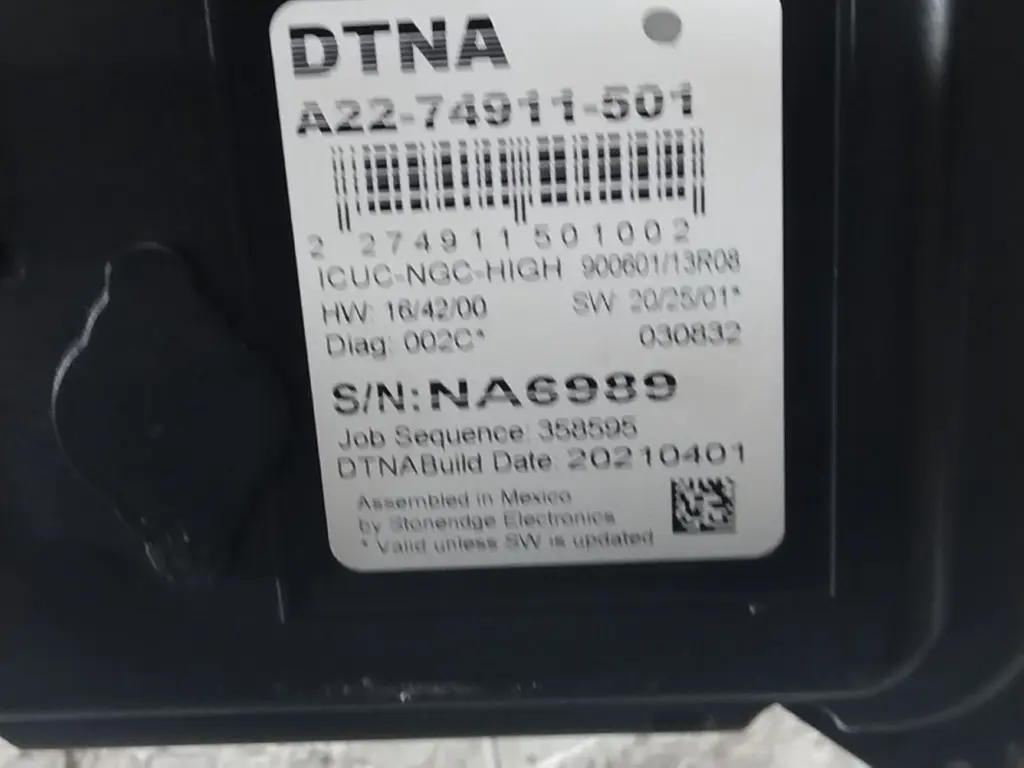 DTNA
A22-74911-501
2 274911 501002
ICUC-NGC-HIGH 900601/13R08
HW: 16/42/00 SW: 20/25/01*
Diag: 002C* 030832
S/N: NA6989
Job Sequence: 358595
DTNABuild Date: 20210401
Assembled in Mexico
by Stoneridge Electronics
* Valid unless SW is updated